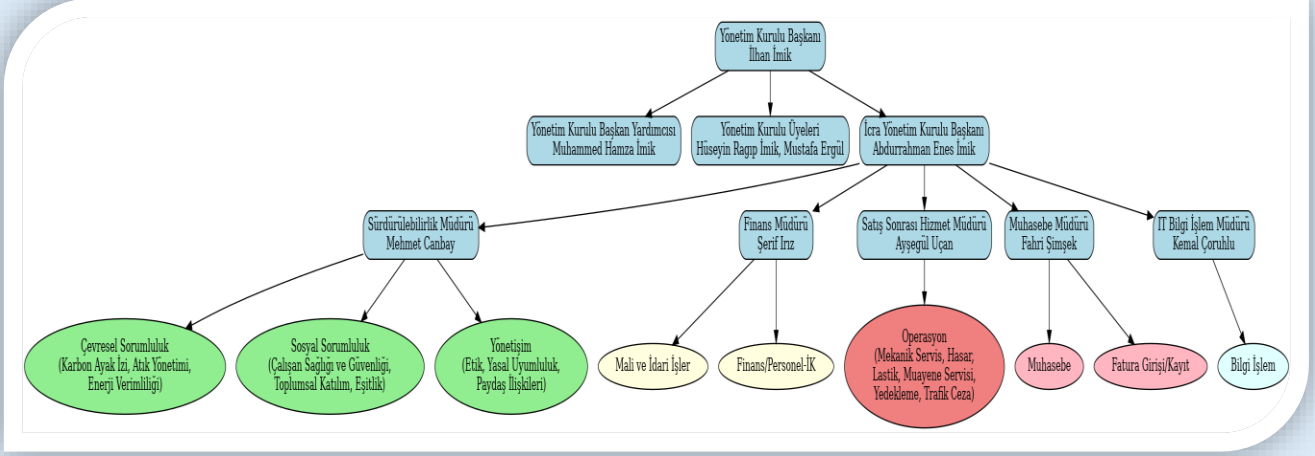 Yönetim Kurulu Başkanı
İlhan İmik
Yönetim Kurulu Başkan Yardımcısı
Muhammed Hamza İmik
Yönetim Kurulu Üyeleri
Hüseyin Ragıp İmik, Mustafa Ergül
İcra Yönetim Kurulu Başkanı
Abdurrahman Enes İmik
Sürdürülebilirlik Müdürü
Mehmet Canbay
Finans Müdürü
Şerif Irız
Satış Sonrası Hizmet Müdürü
Ayşegül Uçan
Muhasebe Müdürü
Fahri Şimşek
IT Bilgi İşlem Müdürü
Kemal Çoruhlu
Çevresel Sorumluluk
(Karbon Ayak İzi, Atık Yönetimi,
Enerji Verimliliği)
Sosyal Sorumluluk
(Çalışan Sağlığı ve Güvenliği,
Toplumsal Katılım, Eşitlik)
Yönetişim
(Etik, Yasal Uyumluluk,
Paydaş İlişkileri)
Mali ve İdari İşler
Finans/Personel-İK
Operasyon
(Mekanik Servis, Hasar,
Lastik, Muayene Servisi,
Yedekleme, Trafik Ceza)
Muhasebe
Fatura Girişi/Kayıt
Bilgi İşlem